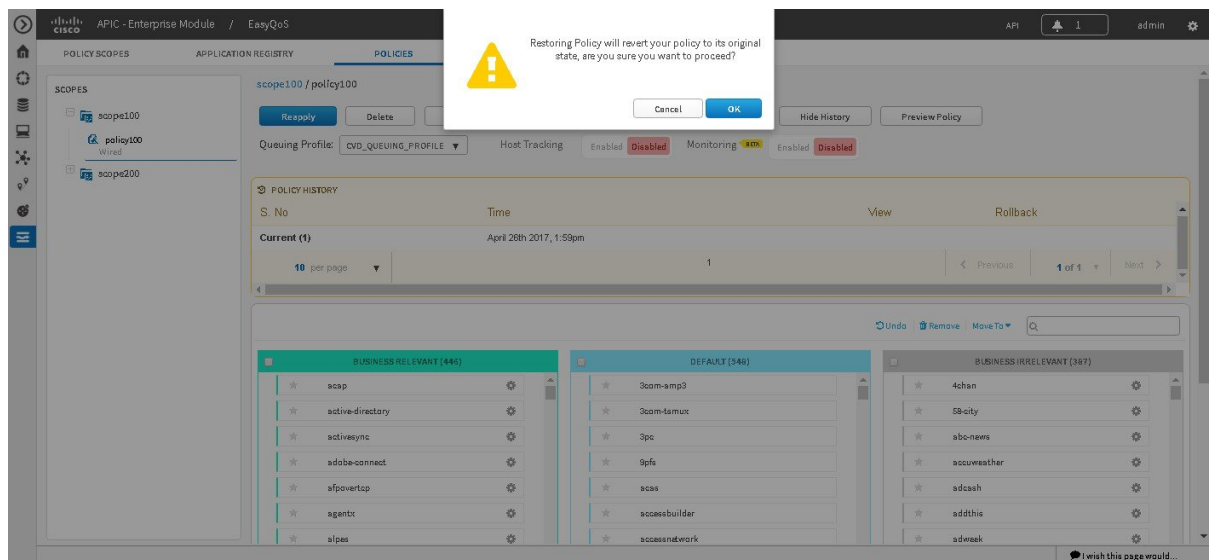 CISCO APIC - Enterprise Module / EasyQoS
API 1 admin
POLICY SCOPES APPLICATION REGISTRY POLICIES
Restoring Policy will revert your policy to its original
state, are you sure you want to proceed?
Cancel OK
SCOPES
scope100
policy100
Wired
scope200
scope100 / policy100
Reapply Delete Hide History Preview Policy
Queuing Profile: CVD_QUEUING_PROFILE Host Tracking Enabled Disabled Monitoring BETA Enabled Disabled
POLICY HISTORY
S. No Time View Rollback
Current (1) April 26th 2017, 1:59pm
10 per page 1 Previous 1 of 1 Next
Undo Remove Move To
BUSINESS RELEVANT (446) DEFAULT (548) BUSINESS IRRELEVANT (387)
acap 3com-amp3 4chan
active-directory 3com-tsmux 58-city
activesync 3pc abc-news
adobe-connect 9pfs accuweather
afpovertcp acas adcash
agentx accessbuilder addthis
alpes accessnetwork adweek
I wish this page would...